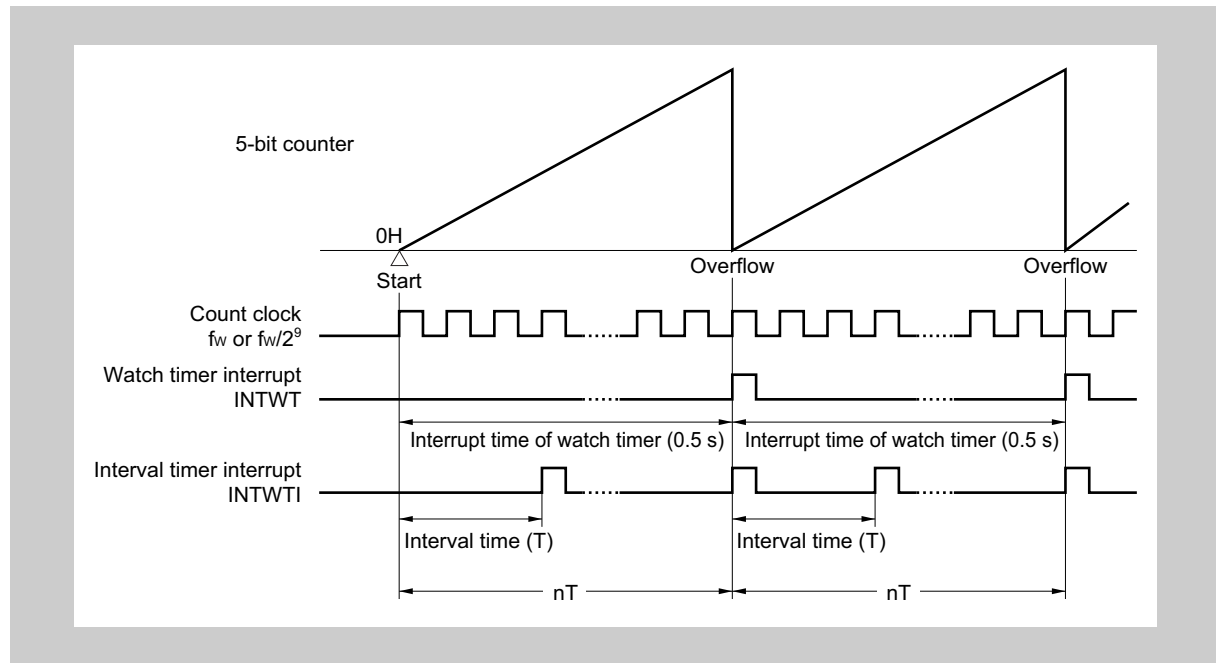 5-bit counter
0H
Start
Overflow
Overflow
Count clock
fw or fw/2⁹
Watch timer interrupt
INTWT
Interrupt time of watch timer (0.5 s)
Interrupt time of watch timer (0.5 s)
Interval timer interrupt
INTWTI
Interval time (T)
Interval time (T)
nT
nT